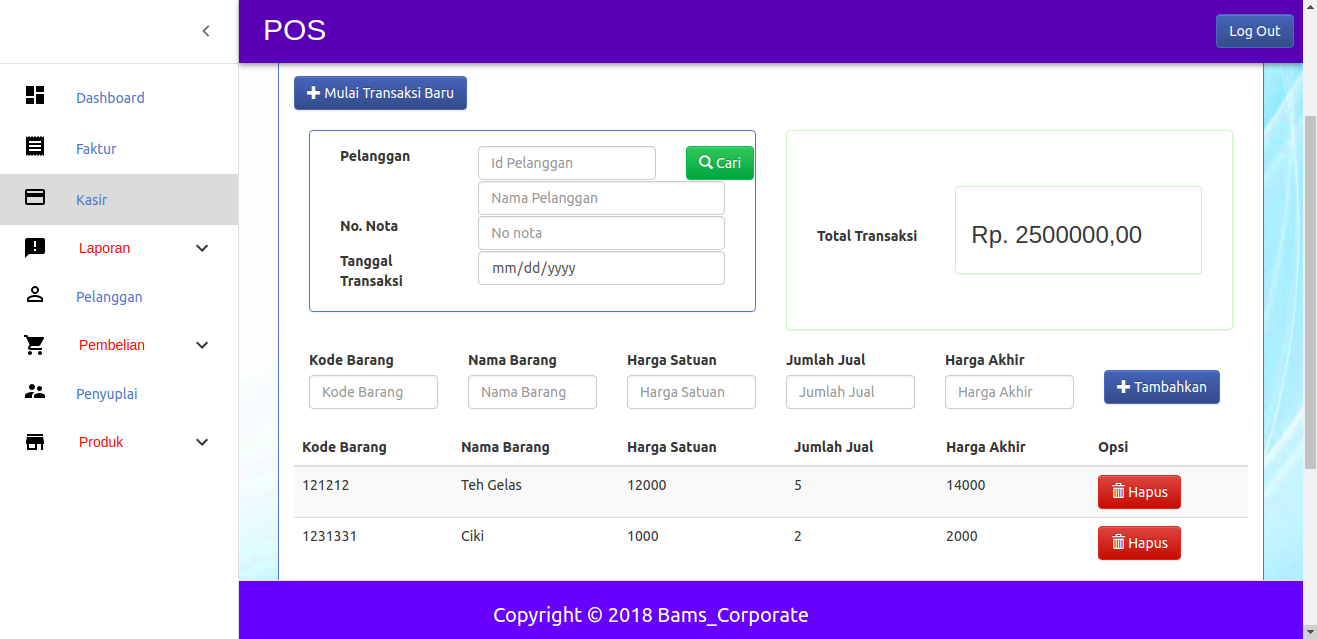 POS
Log Out
Dashboard
Faktur
Kasir
Laporan
Pelanggan
Pembelian
Penyuplai
Produk
Mulai Transaksi Baru
Pelanggan
Id Pelanggan
Cari
Nama Pelanggan
No. Nota
No nota
Tanggal
Transaksi
mm/dd/yyyy
Total Transaksi
Rp. 2500000,00
Kode Barang Nama Barang Harga Satuan Jumlah Jual Harga Akhir
Kode Barang Nama Barang Harga Satuan Jumlah Jual Harga Akhir Tambahkan
Kode Barang Nama Barang Harga Satuan Jumlah Jual Harga Akhir Opsi
121212 Teh Gelas 12000 5 14000 Hapus
1231331 Ciki 1000 2 2000 Hapus
Copyright © 2018 Bams_Corporate